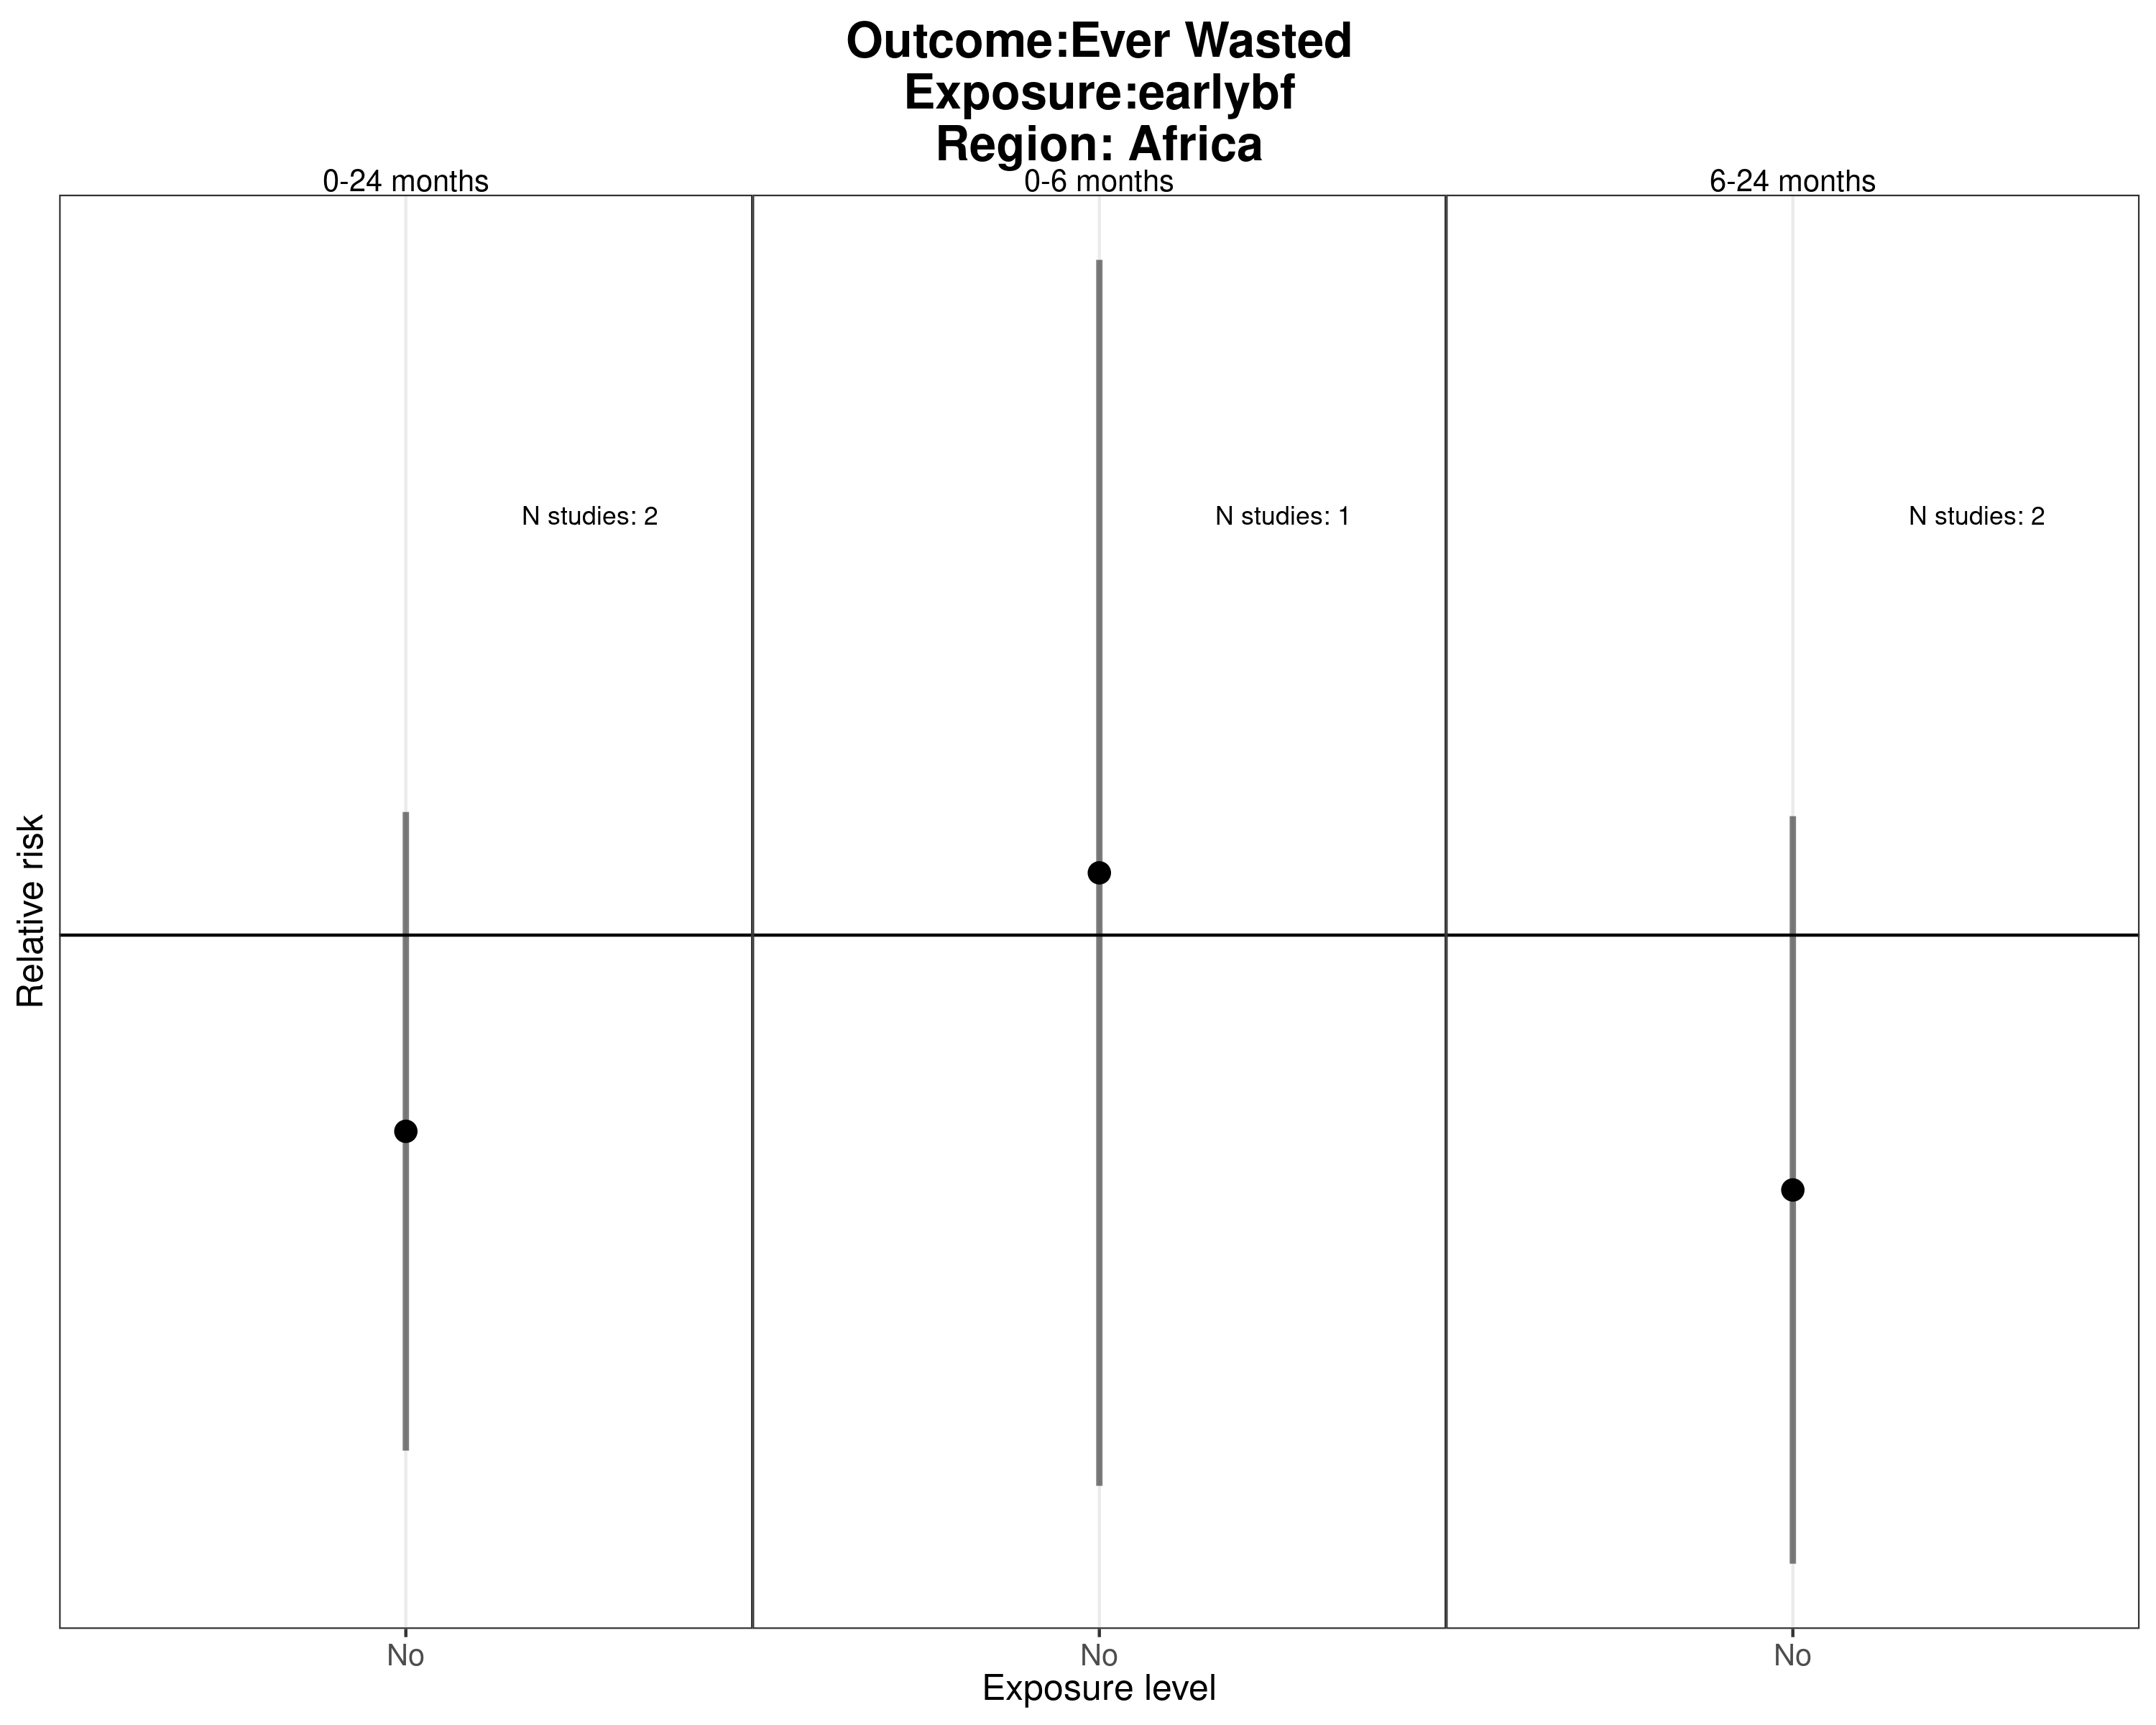 Outcome:Ever Wasted
Exposure:earlybf
Region: Africa
0-24 months
0-6 months
6-24 months
N studies: 2
N studies: 1
N studies: 2
Relative risk
No
No
No
Exposure level